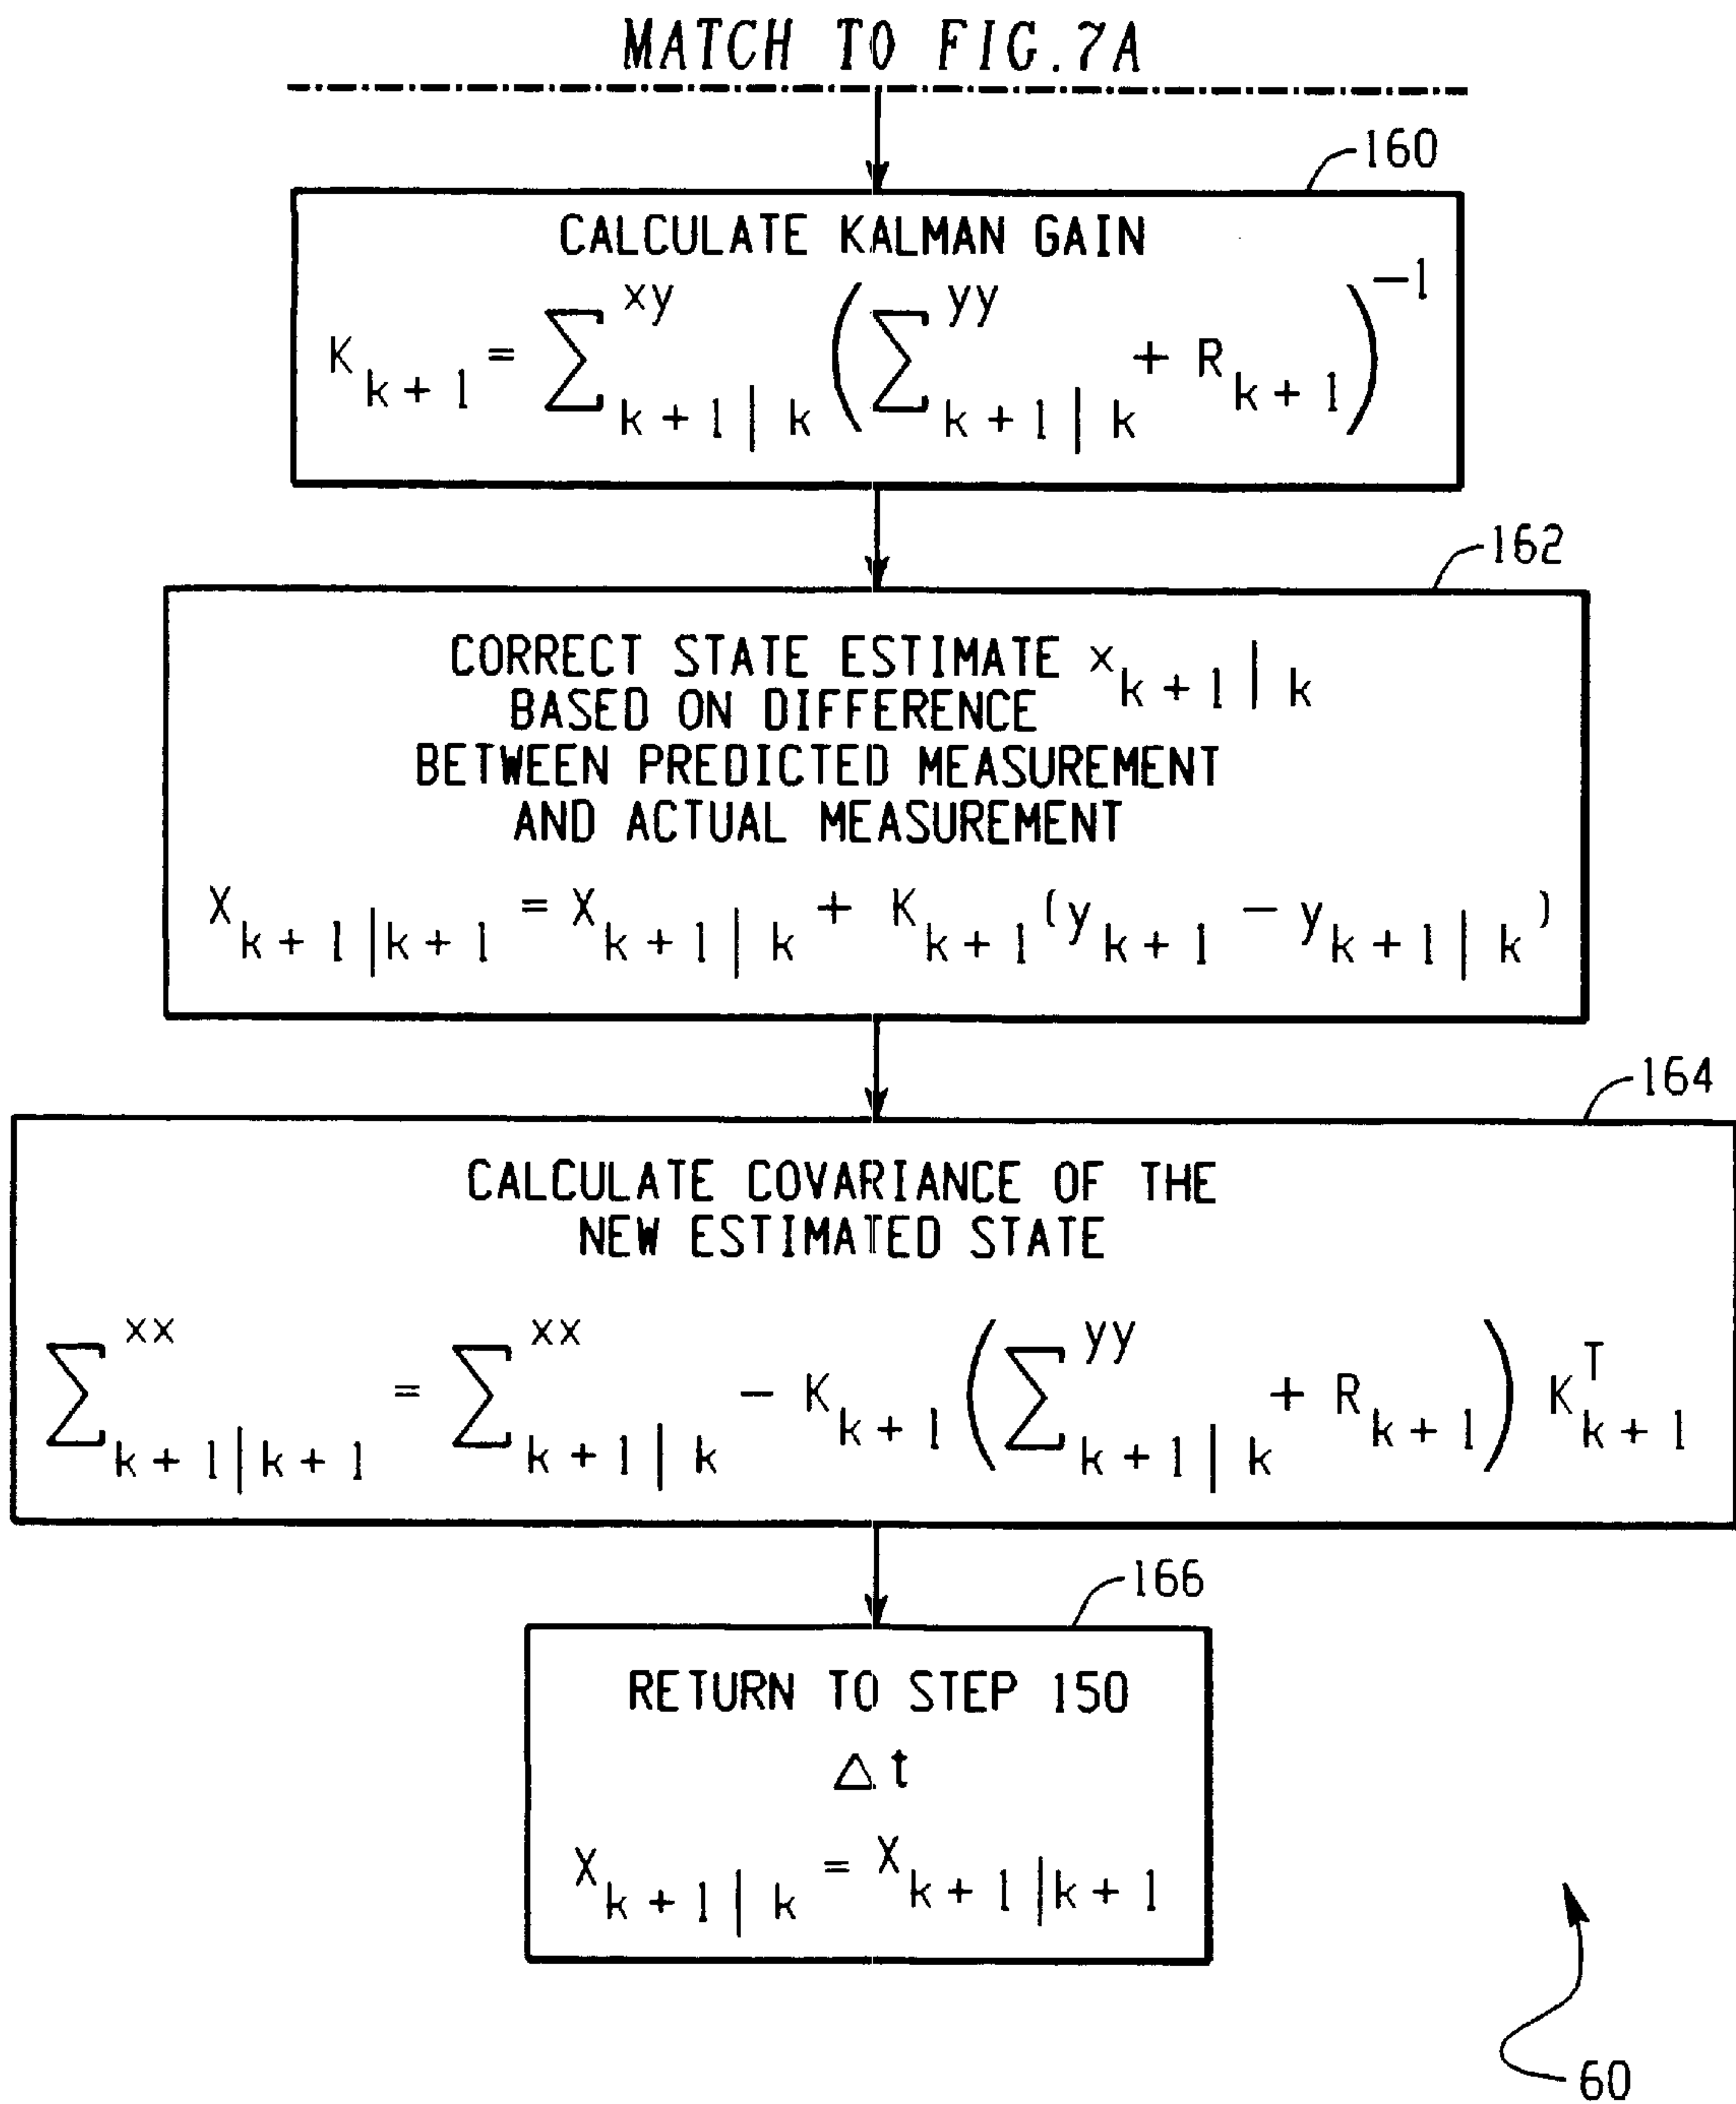 MATCH TO FIG.7A
160
CALCULATE KALMAN GAIN
K_{k+1} = ∑^{xy}_{k+1|k} (∑^{yy}_{k+1|k} + R_{k+1})^{-1}
162
CORRECT STATE ESTIMATE x_{k+1|k}
BASED ON DIFFERENCE
BETWEEN PREDICTED MEASUREMENT
AND ACTUAL MEASUREMENT
X_{k+1|k+1} = X_{k+1|k} + K_{k+1}(y_{k+1} − y_{k+1|k})
164
CALCULATE COVARIANCE OF THE
NEW ESTIMATED STATE
∑^{xx}_{k+1|k+1} = ∑^{xx}_{k+1|k} − K_{k+1} (∑^{yy}_{k+1|k} + R_{k+1}) K^{T}_{k+1}
166
RETURN TO STEP 150
△t
X_{k+1|k} = X_{k+1|k+1}
60